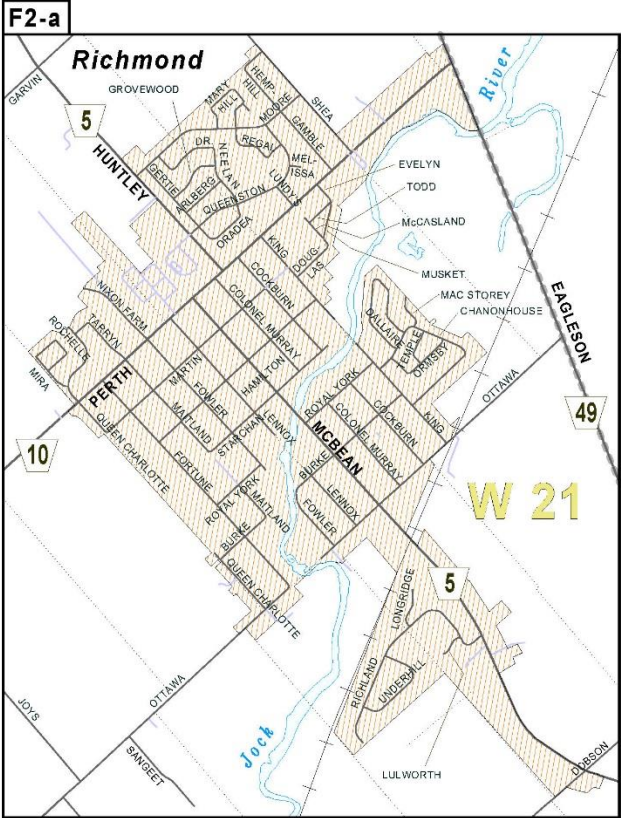 F2-a
Richmond
River
GARVIN
GROVEWOOD
MARY
HILL
HEMP-
HILL
MOORE
SHEA
GAMBLE
5
HUNTLEY
DR.
NEELAN
REGAL
MEL-
ISSA
GERTIE
ARLBERG
QUEENSTON
LUNDY'S
ORADEA
EVELYN
TODD
McCASLAND
MUSKET
KING
DOUG-
LAS
COCKBURN
MAC STOREY
CHANONHOUSE
EAGLESON
NIXON FARM
COLONEL MURRAY
DALLAIRE
TEMPLE
ORMSBY
ROCHELLE
TARRYN
MARTIN
HAMILTON
MIRA
PERTH
FOWLER
ROYAL YORK
COCKBURN
KING
OTTAWA
49
MAITLAND
STARCHAN
LENNOX
MCBEAN
COLONEL MURRAY
10
QUEEN CHARLOTTE
FORTUNE
ROYAL YORK
MAITLAND
BURKE
LENNOX
FOWLER
W 21
BURKE
QUEEN CHARLOTTE
5
LONGRIDGE
RICHLAND
UNDERHILL
JOYS
OTTAWA
SANGEET
Jock
LULWORTH
DOBSON